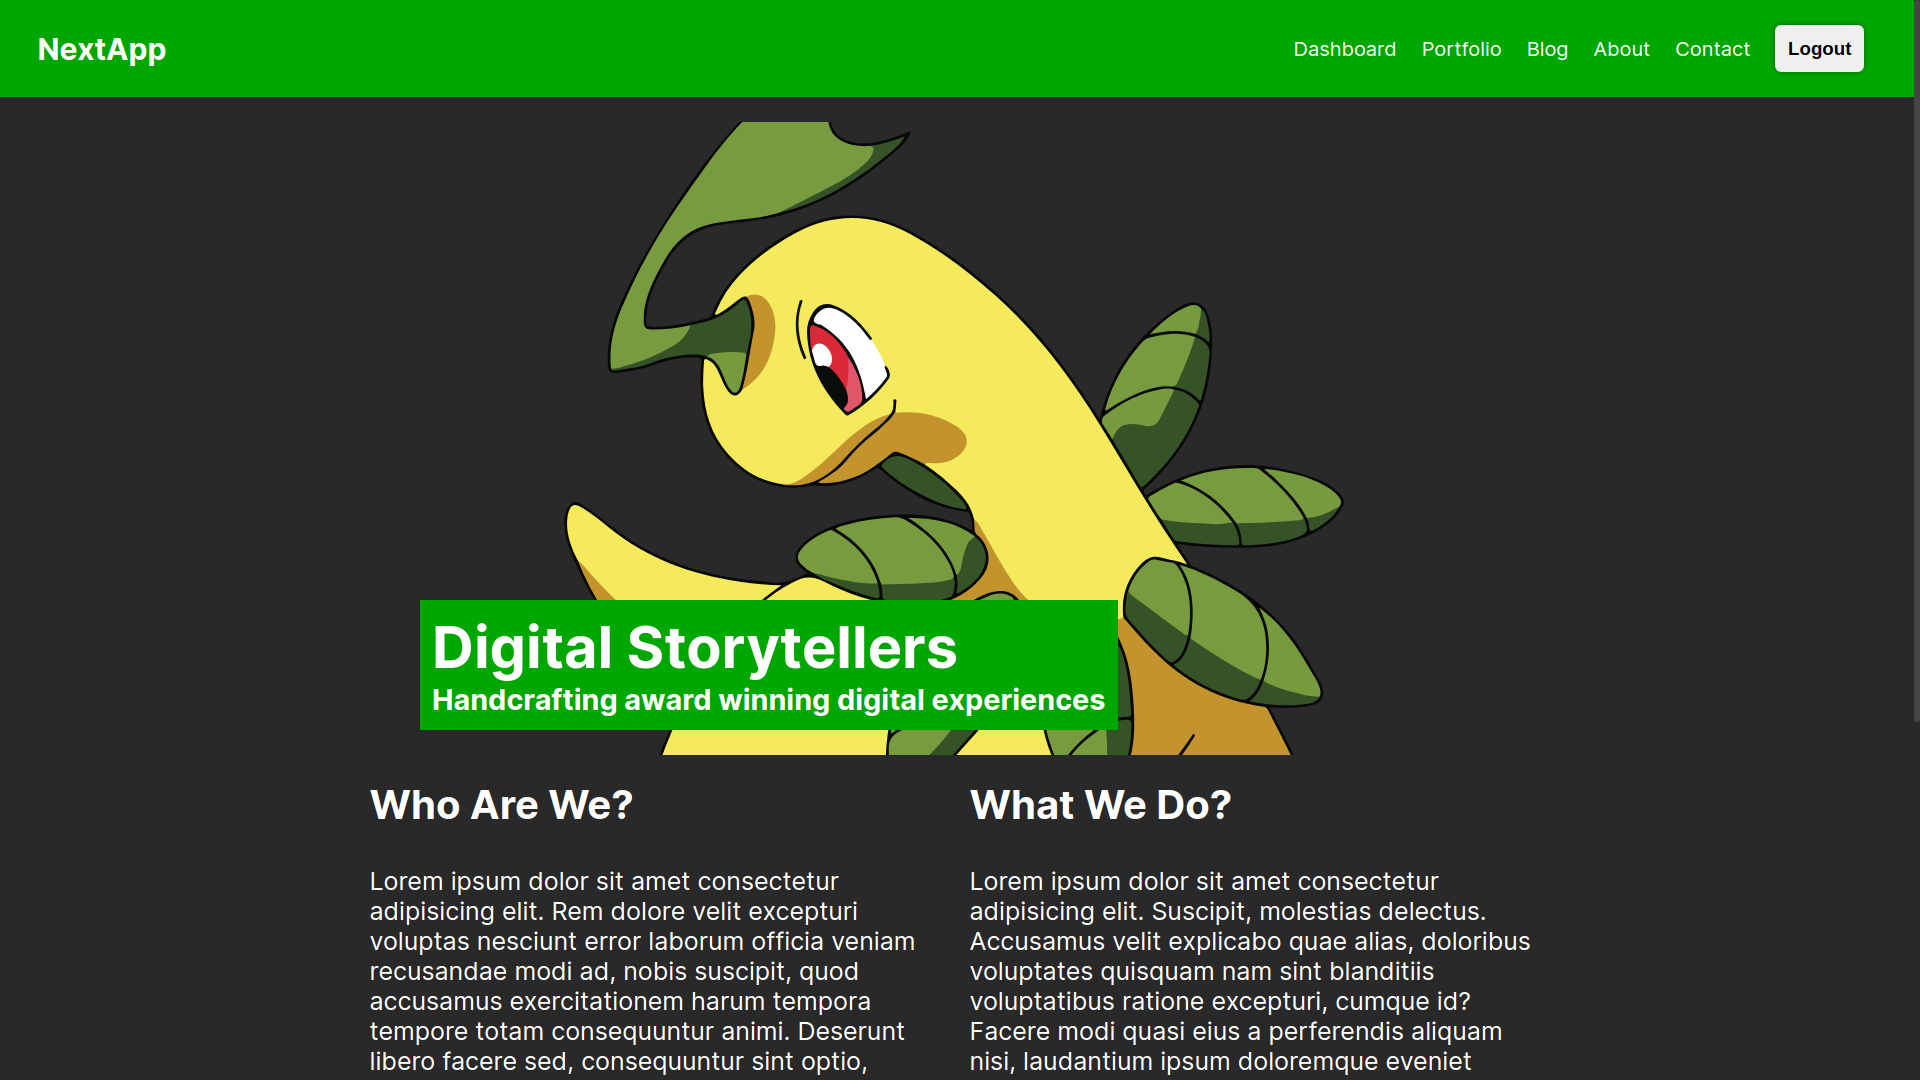 NextApp
Dashboard Portfolio Blog About Contact Logout
Digital Storytellers
Handcrafting award winning digital experiences
Who Are We?
Lorem ipsum dolor sit amet consectetur
adipisicing elit. Rem dolore velit excepturi
voluptas nesciunt error laborum officia veniam
recusandae modi ad, nobis suscipit, quod
accusamus exercitationem harum tempora
tempore totam consequuntur animi. Deserunt
libero facere sed, consequuntur sint optio,
What We Do?
Lorem ipsum dolor sit amet consectetur
adipisicing elit. Suscipit, molestias delectus.
Accusamus velit explicabo quae alias, doloribus
voluptates quisquam nam sint blanditiis
voluptatibus ratione excepturi, cumque id?
Facere modi quasi eius a perferendis aliquam
nisi, laudantium ipsum doloremque eveniet